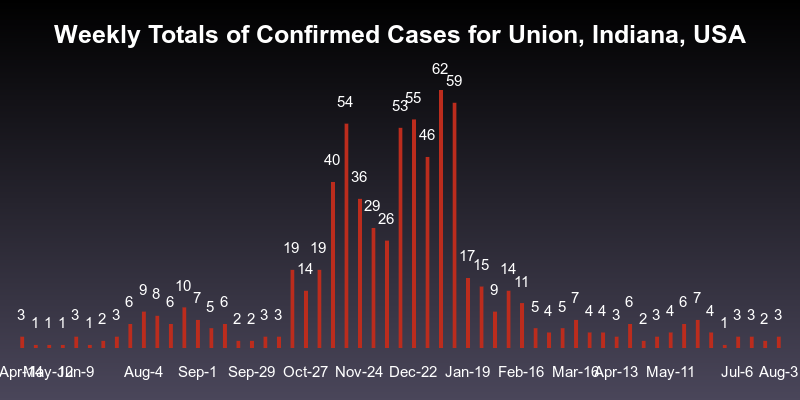 Weekly Totals of Confirmed Cases for Union, Indiana, USA
3 1 1 1 3 1 2 3 6 9 8 6 10 7 5 6 2 2 3 3 19 14 19 40 54 36 29 26 53 55 46 62 59 17 15 9 14 11 5 4 5 7 4 4 3 6 2 3 4 6 7 4 1 3 3 2 3
Apr-14 May-12 Jun-9 Aug-4 Sep-1 Sep-29 Oct-27 Nov-24 Dec-22 Jan-19 Feb-16 Mar-16 Apr-13 May-11 Jul-6 Aug-3